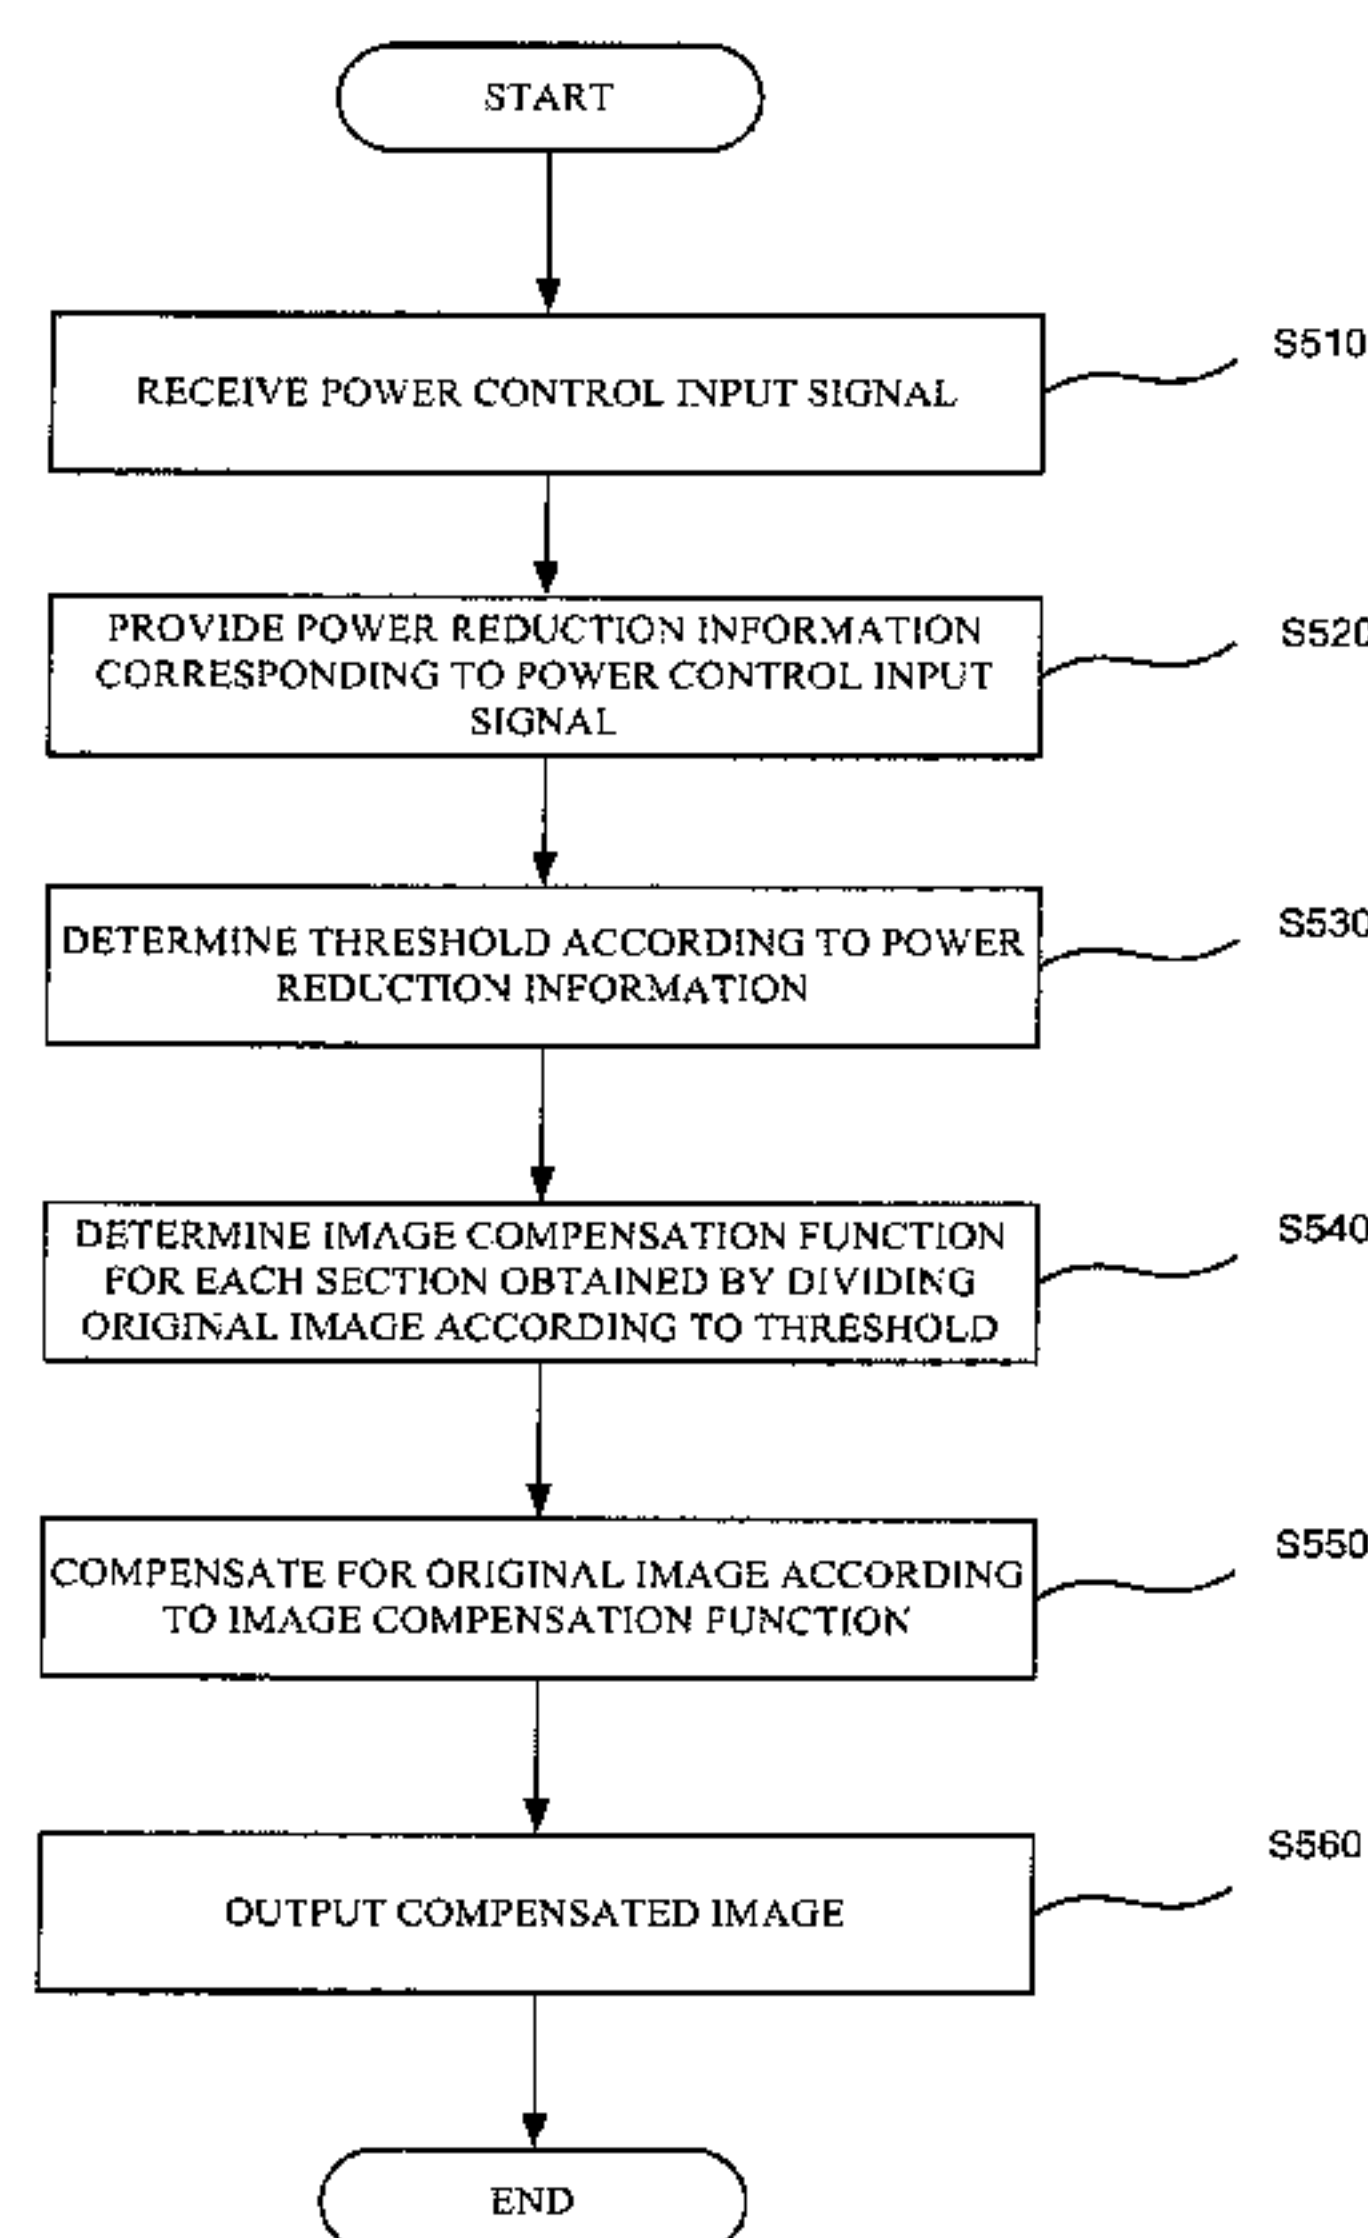 START
RECEIVE POWER CONTROL INPUT SIGNAL
S510
PROVIDE POWER REDUCTION INFORMATION
CORRESPONDING TO POWER CONTROL INPUT
SIGNAL
S520
DETERMINE THRESHOLD ACCORDING TO POWER
REDUCTION INFORMATION
S530
DETERMINE IMAGE COMPENSATION FUNCTION
FOR EACH SECTION OBTAINED BY DIVIDING
ORIGINAL IMAGE ACCORDING TO THRESHOLD
S540
COMPENSATE FOR ORIGINAL IMAGE ACCORDING
TO IMAGE COMPENSATION FUNCTION
S550
OUTPUT COMPENSATED IMAGE
S560
END